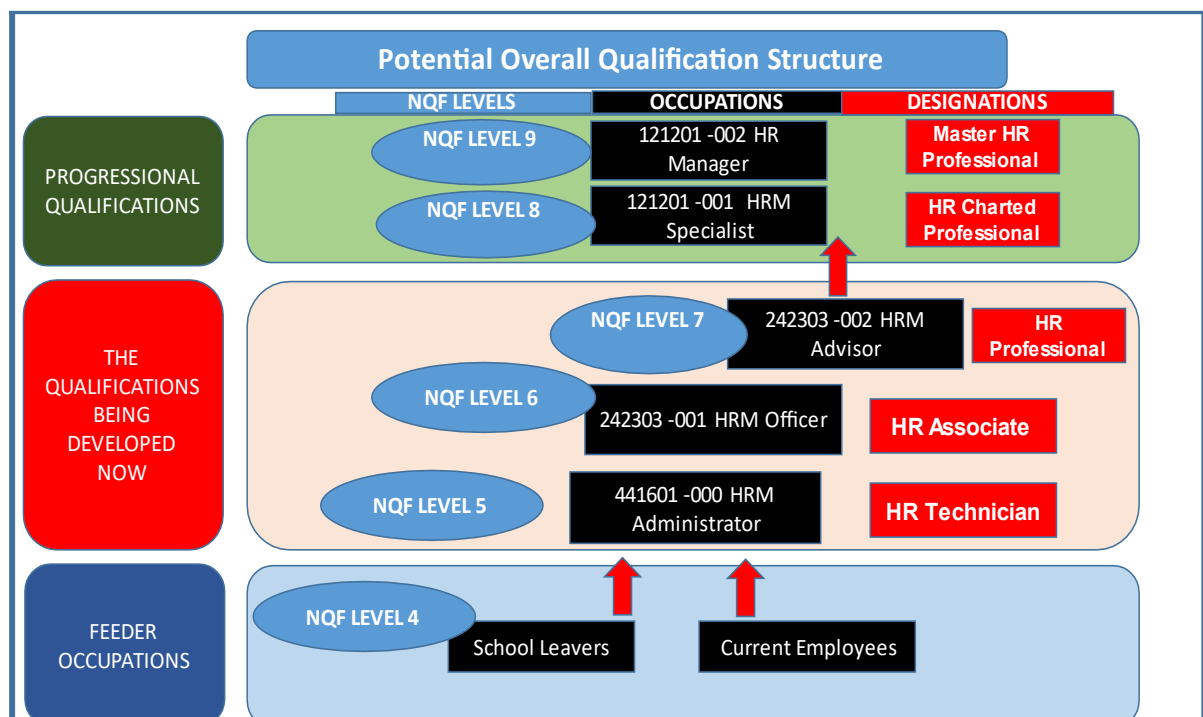 Potential Overall Qualification Structure
NQF LEVELS
OCCUPATIONS
DESIGNATIONS
PROGRESSIONAL
QUALIFICATIONS
NQF LEVEL 9
121201 -002 HR
Manager
Master HR
Professional
NQF LEVEL 8
121201 -001 HRM
Specialist
HR Charted
Professional
THE
QUALIFICATIONS
BEING
DEVELOPED
NOW
NQF LEVEL 7
242303 -002 HRM
Advisor
HR
Professional
NQF LEVEL 6
242303 -001 HRM Officer
HR Associate
NQF LEVEL 5
441601 -000 HRM
Administrator
HR Technician
FEEDER
OCCUPATIONS
NQF LEVEL 4
School Leavers
Current Employees